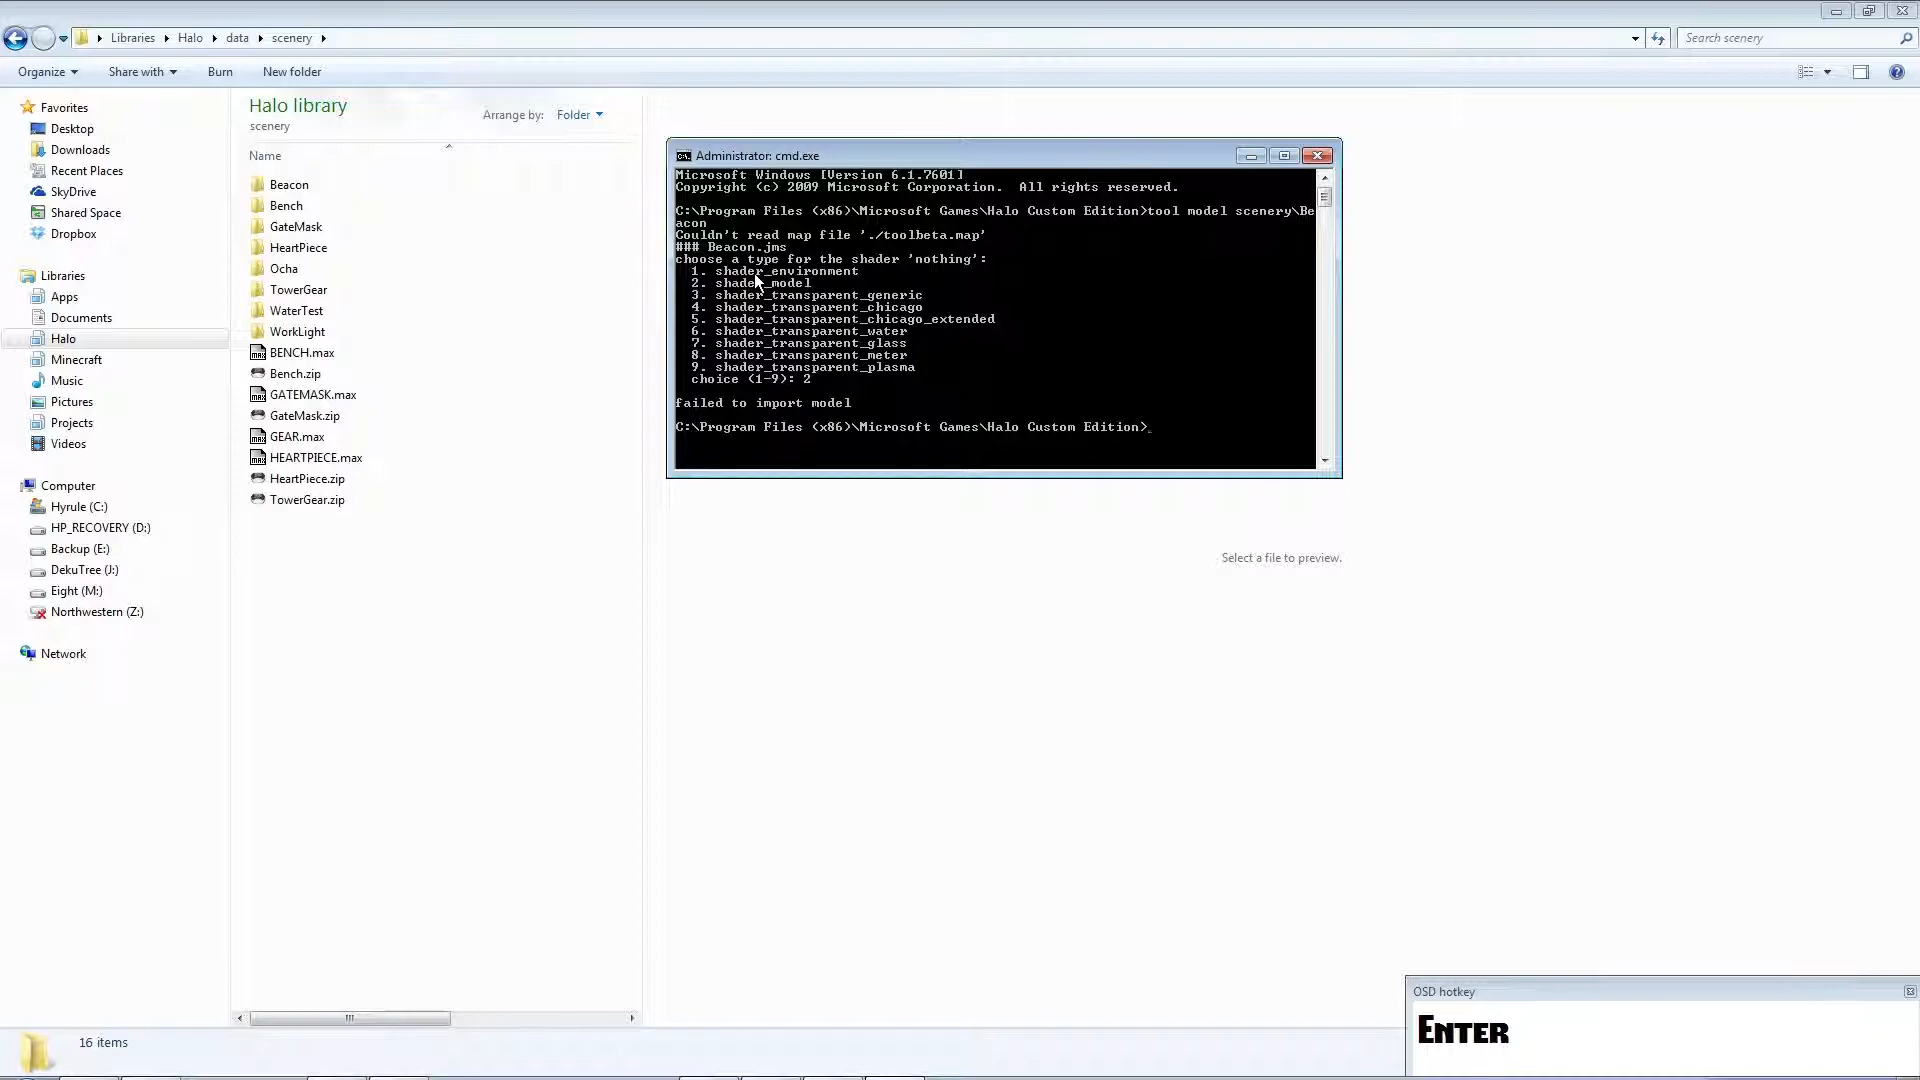 Libraries Halo data scenery
Search scenery
Organize Share with Burn New folder
Favorites
Desktop
Downloads
Recent Places
SkyDrive
Shared Space
Dropbox
Libraries
Apps
Documents
Halo
Minecraft
Music
Pictures
Projects
Videos
Computer
Hyrule (C:)
HP_RECOVERY (D:)
Backup (E:)
DekuTree (J:)
Eight (M:)
Northwestern (Z:)
Network
Halo library
scenery
Arrange by: Folder
Name
Beacon
Bench
GateMask
HeartPiece
Ocha
TowerGear
WaterTest
WorkLight
BENCH.max
Bench.zip
GATEMASK.max
GateMask.zip
GEAR.max
HEARTPIECE.max
HeartPiece.zip
TowerGear.zip
Administrator: cmd.exe
Microsoft Windows [Version 6.1.7601]
Copyright (c) 2009 Microsoft Corporation. All rights reserved.
C:\Program Files (x86)\Microsoft Games\Halo Custom Edition>tool model scenery\Be
acon
Couldn't read map file './toolbeta.map'
### Beacon.jms
choose a type for the shader 'nothing':
1. shader_environment
2. shader_model
3. shader_transparent_generic
4. shader_transparent_chicago
5. shader_transparent_chicago_extended
6. shader_transparent_water
7. shader_transparent_glass
8. shader_transparent_meter
9. shader_transparent_plasma
choice (1-9): 2
failed to import model
C:\Program Files (x86)\Microsoft Games\Halo Custom Edition>_
Select a file to preview.
16 items
OSD hotkey
ENTER